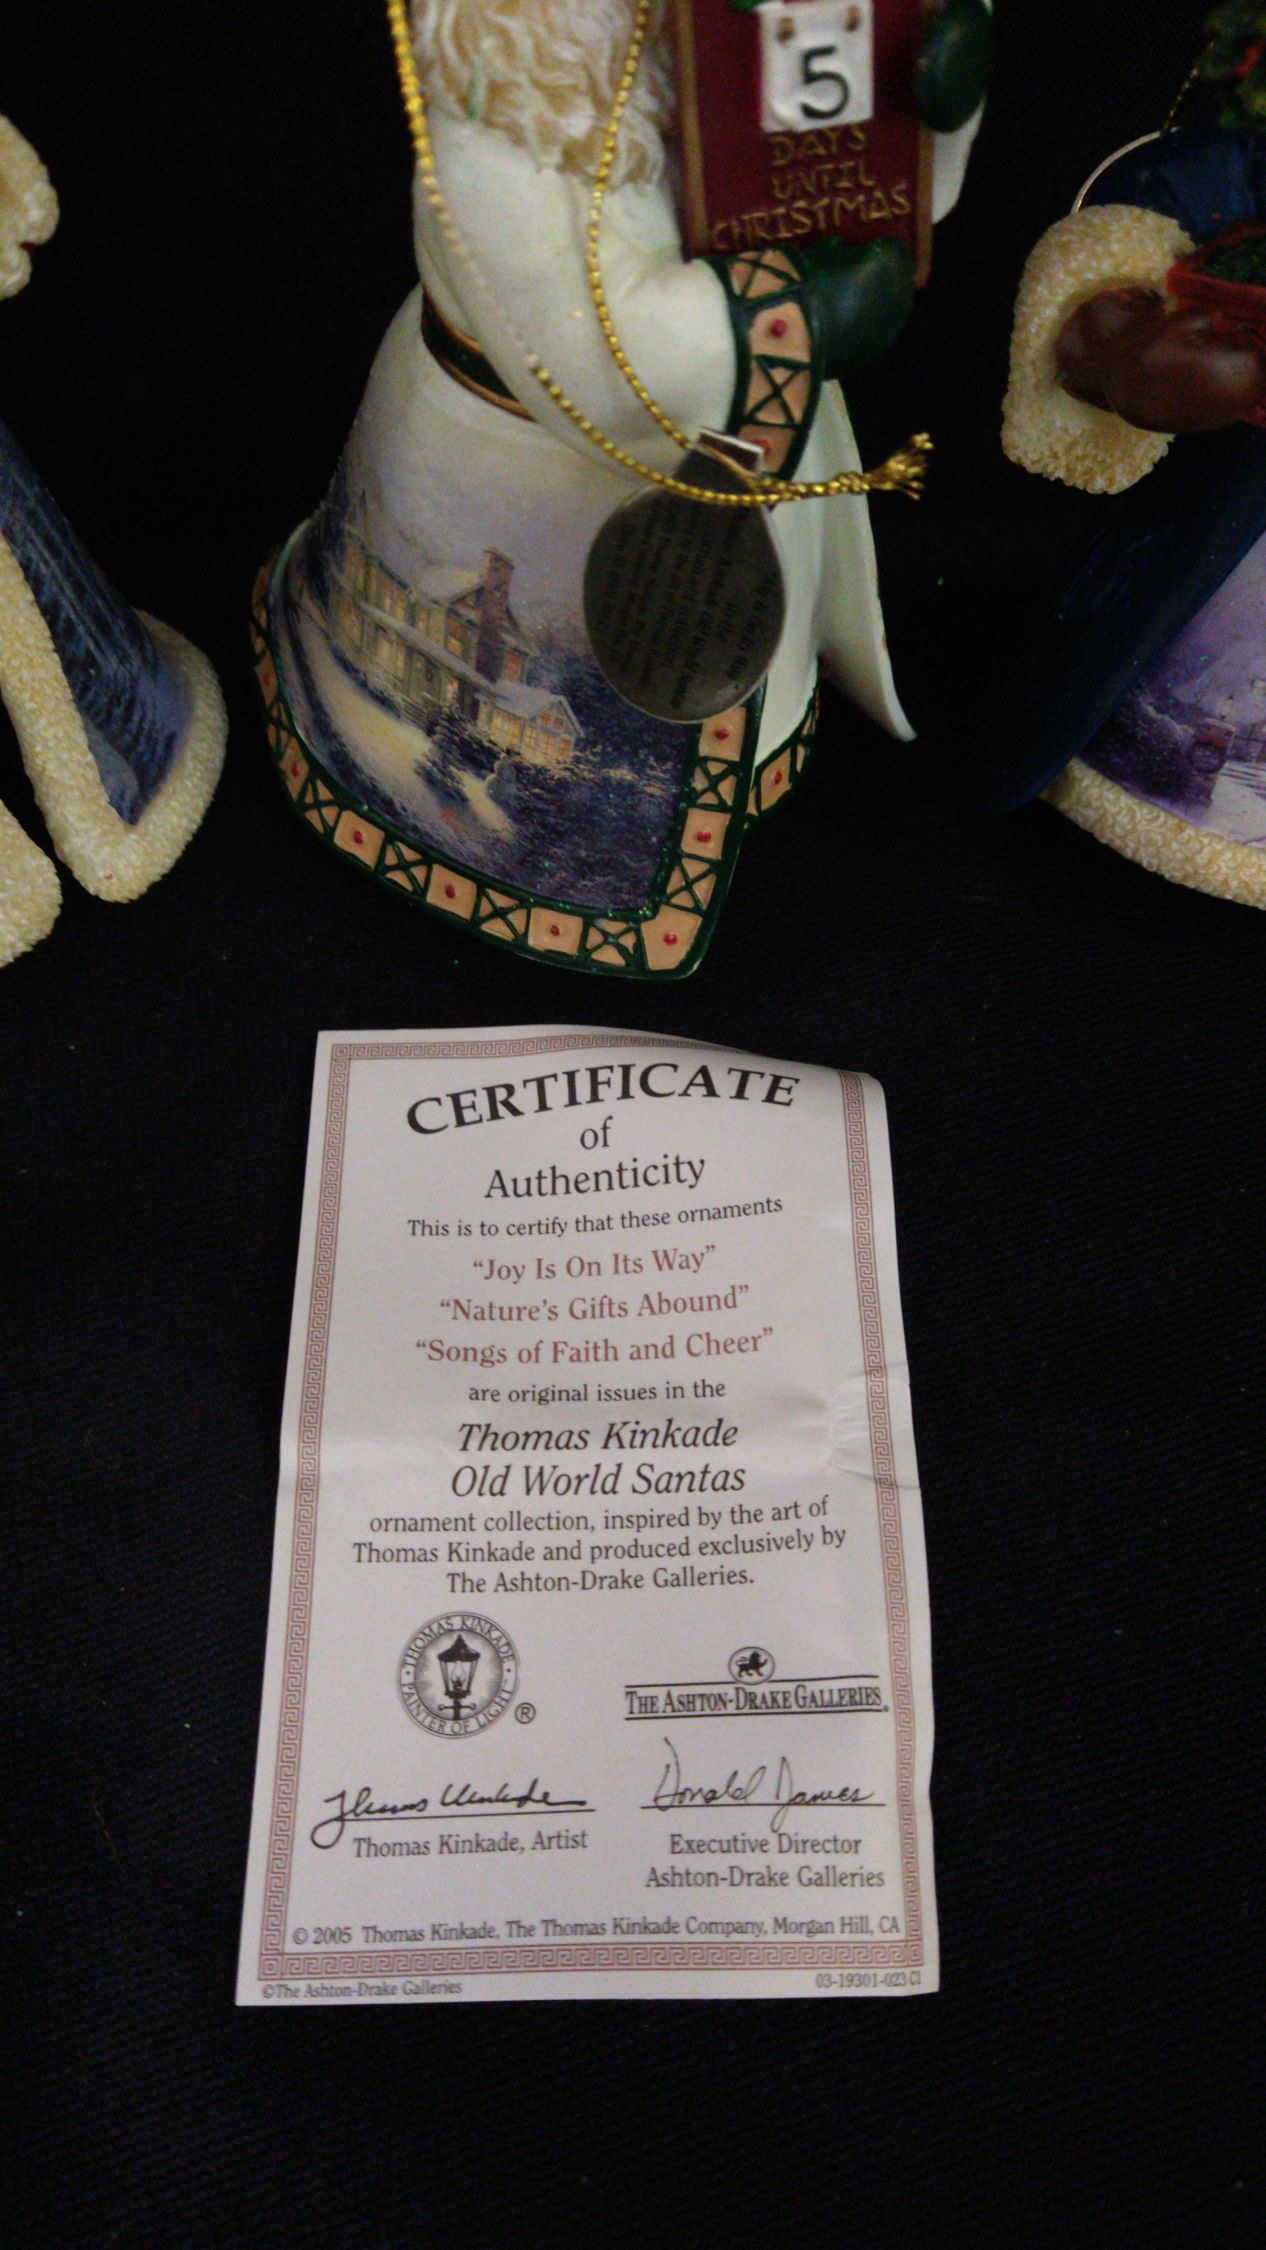 5
DAYS
UNTIL
CHRISTMAS
CERTIFICATE
of
Authenticity
This is to certify that these ornaments
“Joy Is On Its Way”
“Nature’s Gifts Abound”
“Songs of Faith and Cheer”
are original issues in the
Thomas Kinkade
Old World Santas
ornament collection, inspired by the art of
Thomas Kinkade and produced exclusively by
The Ashton-Drake Galleries.
THOMAS KINKADE
PAINTER OF LIGHT
®
THE ASHTON-DRAKE GALLERIES®
Thomas Kinkade
Thomas Kinkade, Artist
Executive Director
Ashton-Drake Galleries
© 2005 Thomas Kinkade, The Thomas Kinkade Company, Morgan Hill, CA
©The Ashton-Drake Galleries
03-19301-023 CI